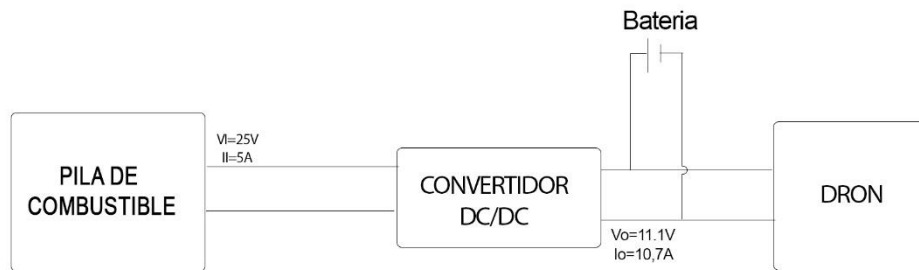 Bateria
VI=25V
II=5A
PILA DE
COMBUSTIBLE
CONVERTIDOR
DC/DC
DRON
Vo=11.1V
Io=10,7A